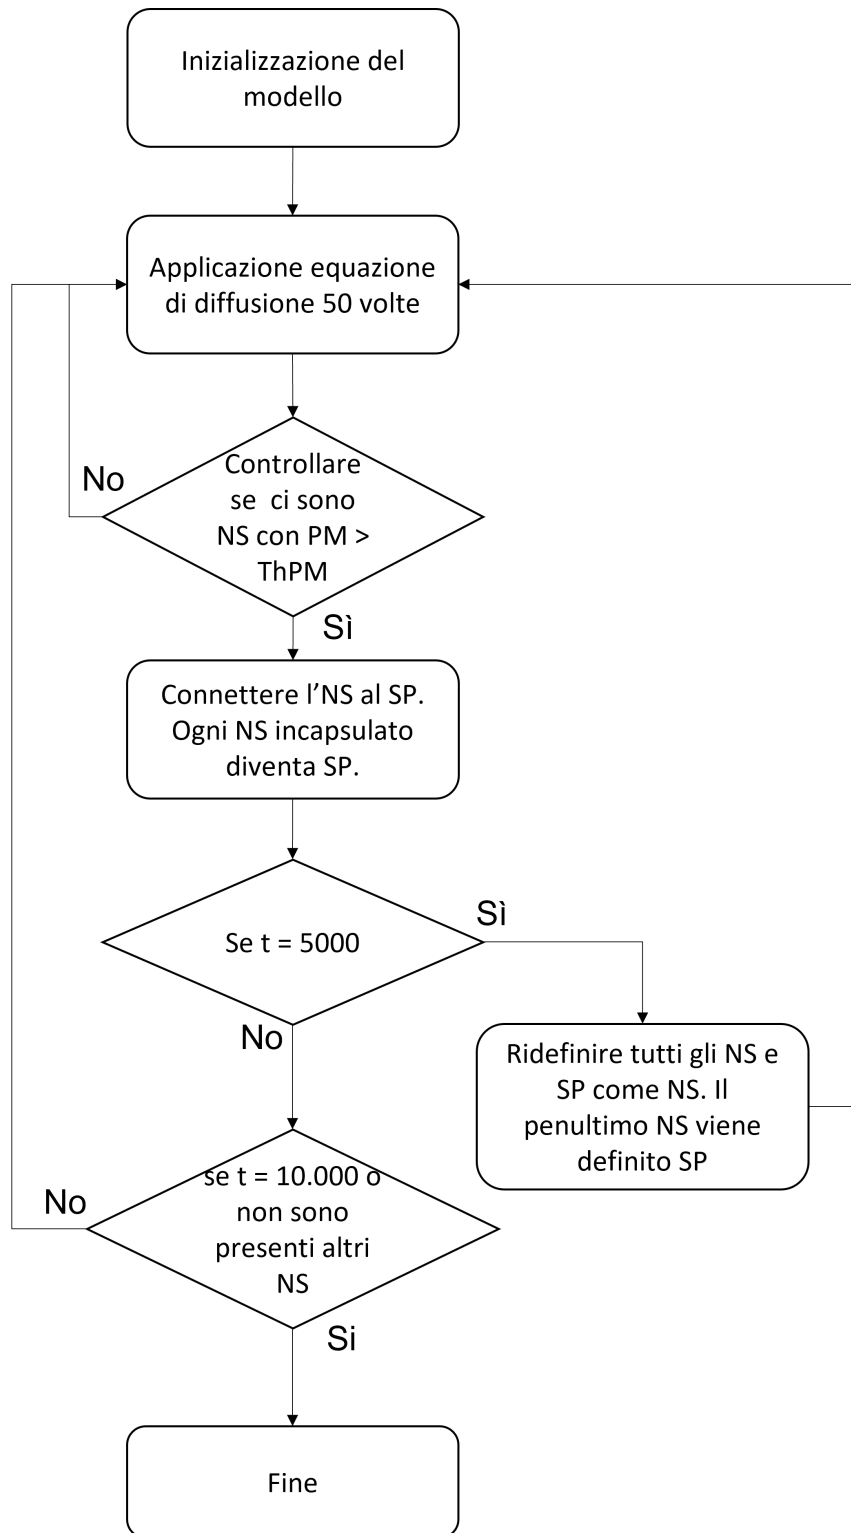 Inizializzazione del
modello
Applicazione equazione
di diffusione 50 volte
No
Controllare
se ci sono
NS con PM >
ThPM
Sì
Connettere l'NS al SP.
Ogni NS incapsulato
diventa SP.
Se t = 5000
Sì
No
Ridefinire tutti gli NS e
SP come NS. Il
penultimo NS viene
definito SP
No
se t = 10.000 o
non sono
presenti altri
NS
Si
Fine